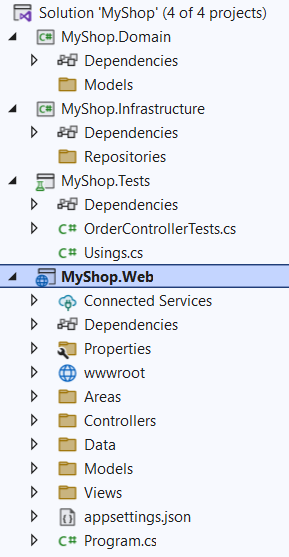 Solution 'MyShop' (4 of 4 projects)
MyShop.Domain
Dependencies
Models
MyShop.Infrastructure
Dependencies
Repositories
MyShop.Tests
Dependencies
C# OrderControllerTests.cs
C# Usings.cs
MyShop.Web
Connected Services
Dependencies
Properties
wwwroot
Areas
Controllers
Data
Models
Views
appsettings.json
C# Program.cs